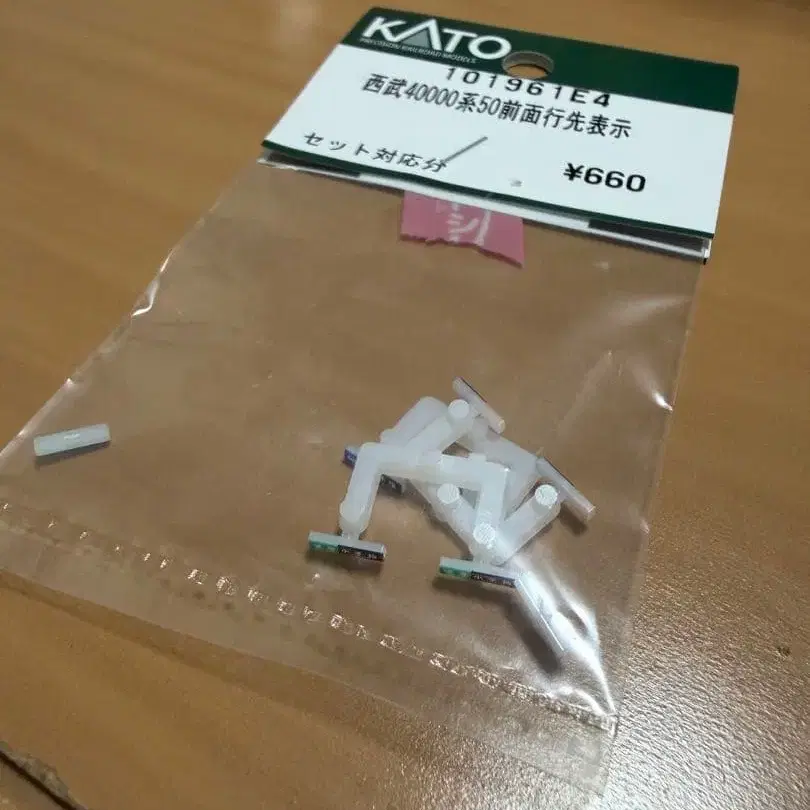 KATO
PRECISION RAILROAD MODELS
101961E4
西武40000系50前面行先表示
セット対応分
¥660